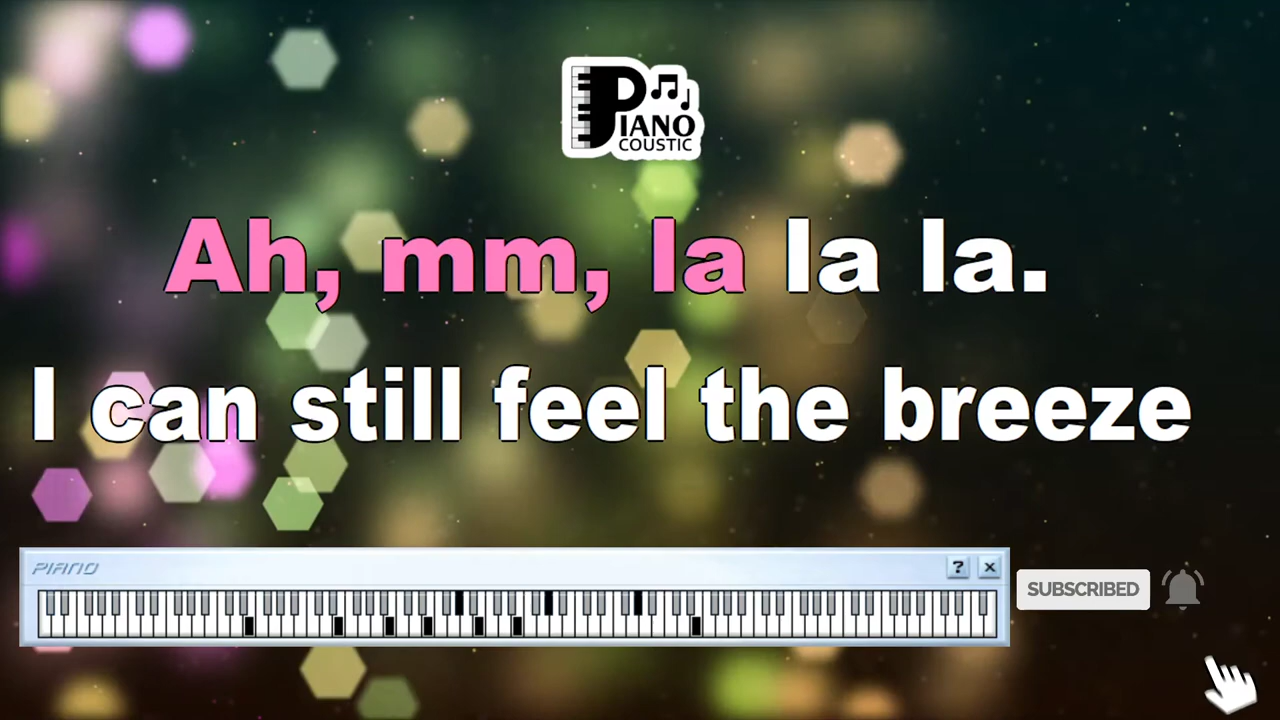 PIANO
COUSTIC
Ah, mm, la la la.
I can still feel the breeze
PIANO
? ×
SUBSCRIBED